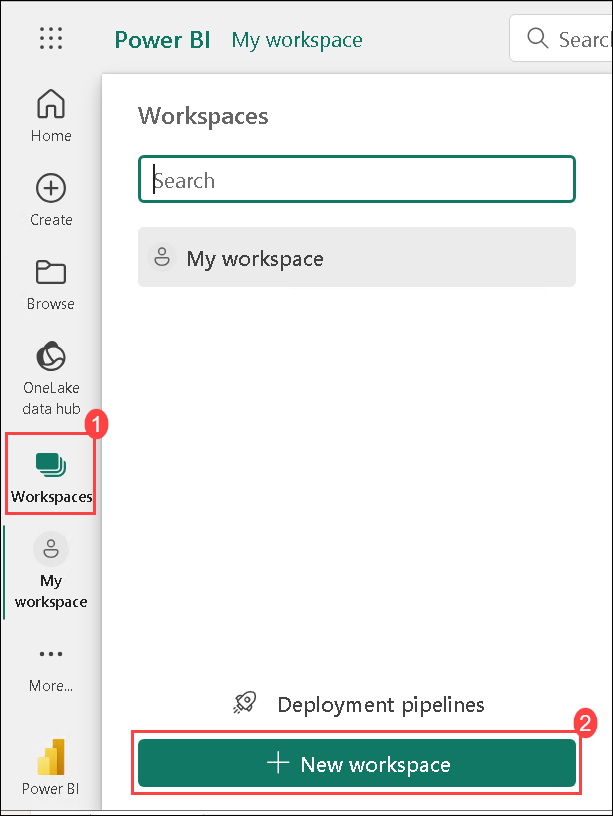 Power BI My workspace Searc
Home
Create
Browse
OneLake
data hub
1
Workspaces
My
workspace
More...
Power BI
Workspaces
Search
My workspace
Deployment pipelines
2
New workspace